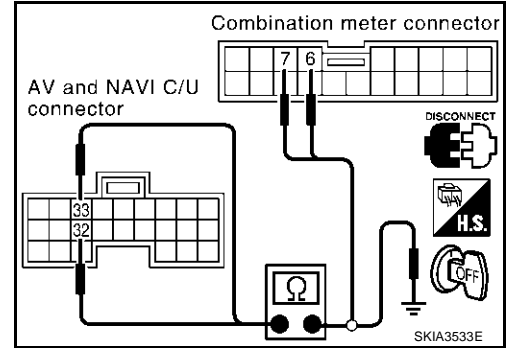 Combination meter connector
7 6
AV and NAVI C/U
connector
DISCONNECT
33
32
H.S.
Ω
OFF
SKIA3533E